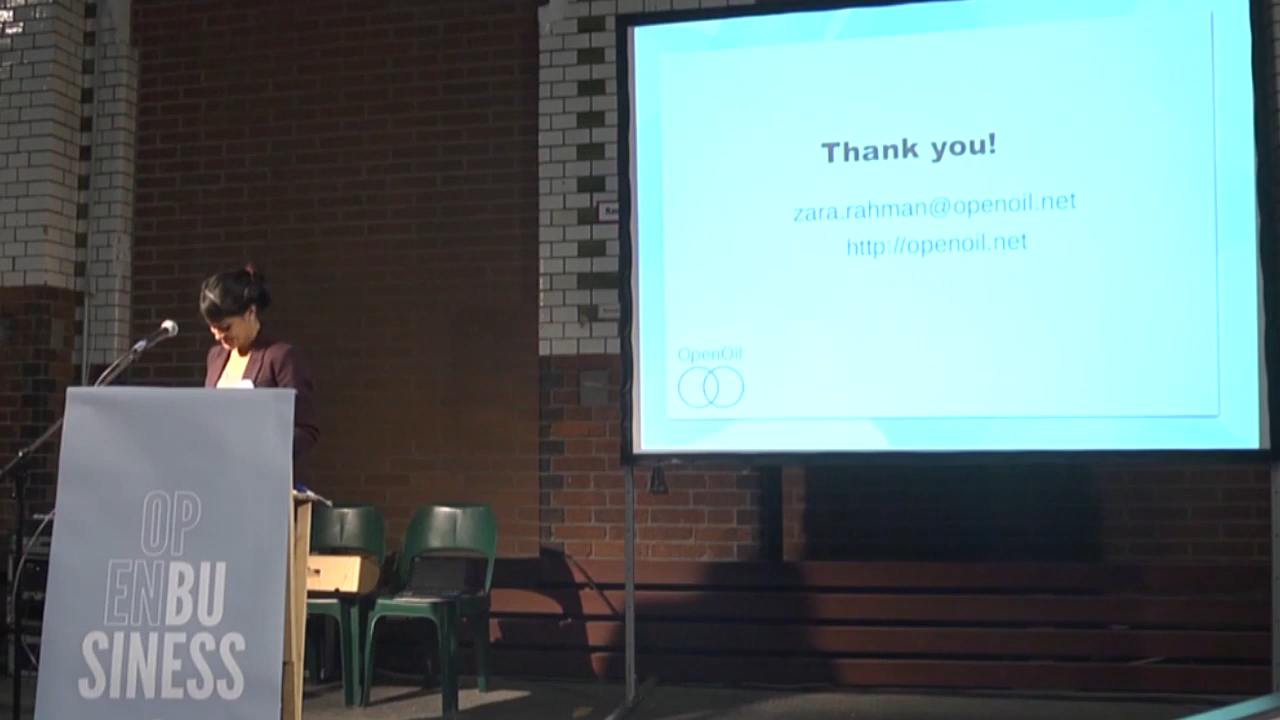 Thank you!
zara.rahman@openoil.net
http://openoil.net
OpenOil
OP
ENBU
SINESS